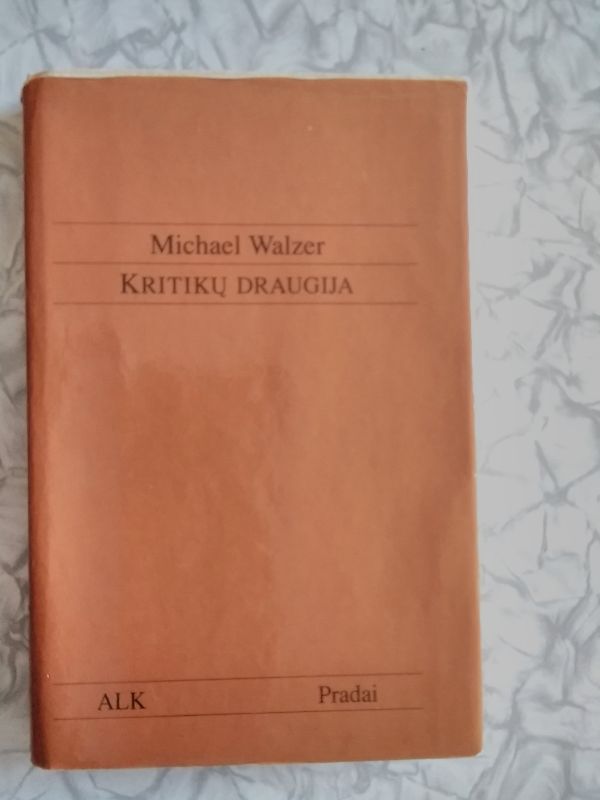 Michael Walzer
KRITIKŲ DRAUGIJA
ALK Pradai